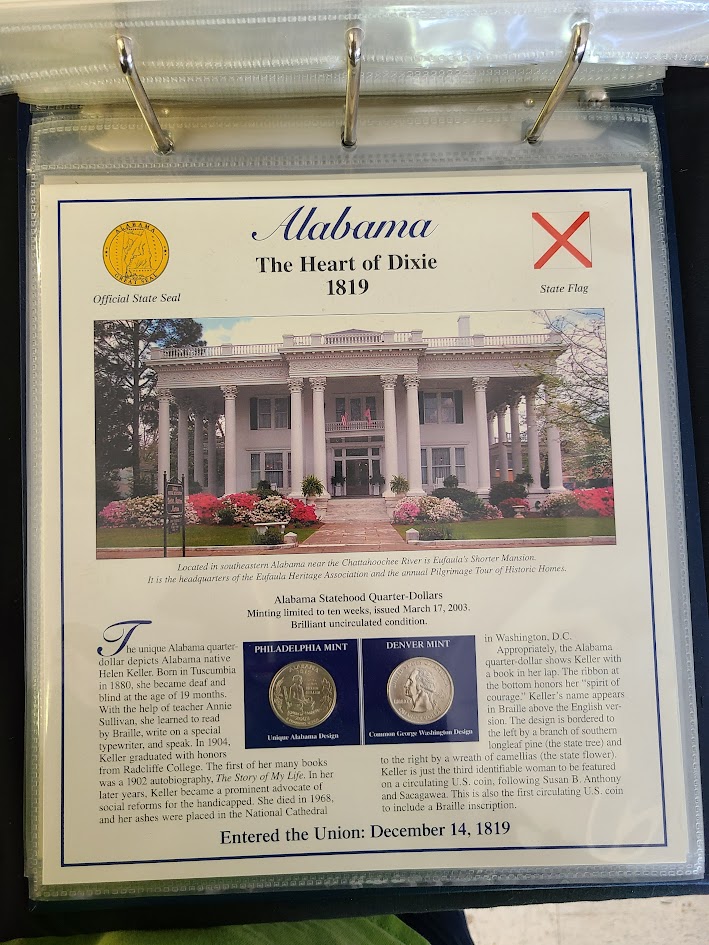 Alabama
The Heart of Dixie
1819
ALABAMA
GREAT SEAL
Official State Seal
State Flag
Located in southeastern Alabama near the Chattahoochee River is Eufaula's Shorter Mansion.
It is the headquarters of the Eufaula Heritage Association and the annual Pilgrimage Tour of Historic Homes.
Alabama Statehood Quarter-Dollars
Minting limited to ten weeks, issued March 17, 2003.
Brilliant uncirculated condition.
The unique Alabama quarter-
dollar depicts Alabama native
Helen Keller. Born in Tuscumbia
in 1880, she became deaf and
blind at the age of 19 months.
With the help of teacher Annie
Sullivan, she learned to read
by Braille, write on a special
typewriter, and speak. In 1904,
Keller graduated with honors
from Radcliffe College. The first of her many books
was a 1902 autobiography, The Story of My Life. In her
later years, Keller became a prominent advocate of
social reforms for the handicapped. She died in 1968,
and her ashes were placed in the National Cathedral
PHILADELPHIA MINT
ALABAMA
Unique Alabama Design
DENVER MINT
LIBERTY
Common George Washington Design
in Washington, D.C.
Appropriately, the Alabama
quarter-dollar shows Keller with
a book in her lap. The ribbon at
the bottom honors her "spirit of
courage." Keller's name appears
in Braille above the English ver-
sion. The design is bordered to
the left by a branch of southern
longleaf pine (the state tree) and
to the right by a wreath of camellias (the state flower).
Keller is just the third identifiable woman to be featured
on a circulating U.S. coin, following Susan B. Anthony
and Sacagawea. This is also the first circulating U.S. coin
to include a Braille inscription.
Entered the Union: December 14, 1819